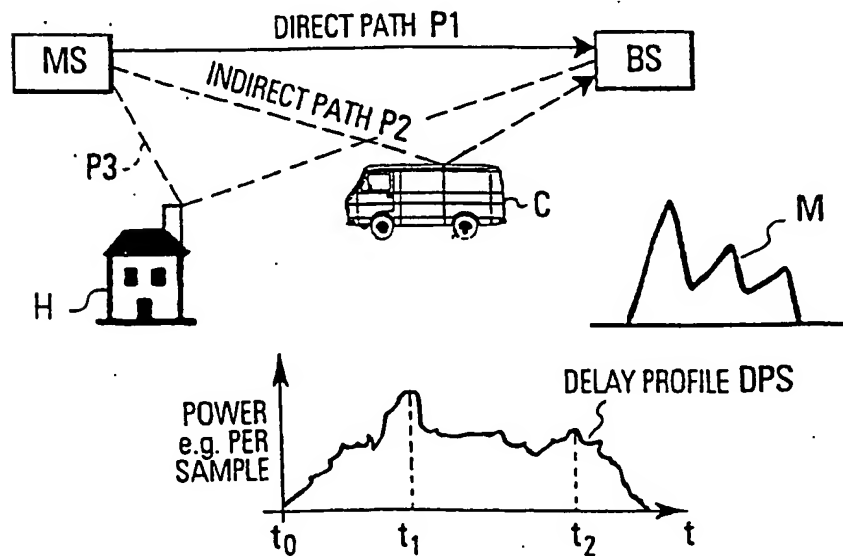 DIRECT PATH P1
MS
BS
INDIRECT PATH P2
P3
C
M
H
DELAY PROFILE DPS
POWER
e.g. PER
SAMPLE
t0
t1
t2
t